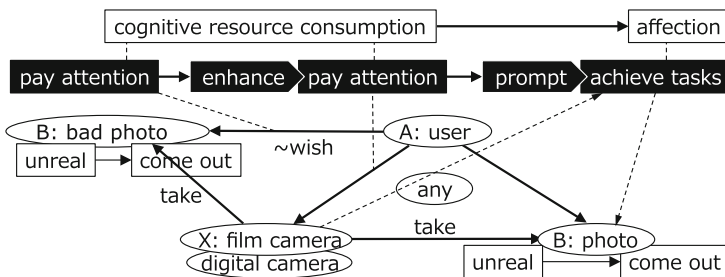 cognitive resource consumption
affection
pay attention
enhance
pay attention
prompt
achieve tasks
B: bad photo
A: user
~wish
unreal
come out
take
any
X: film camera
take
B: photo
digital camera
unreal
come out